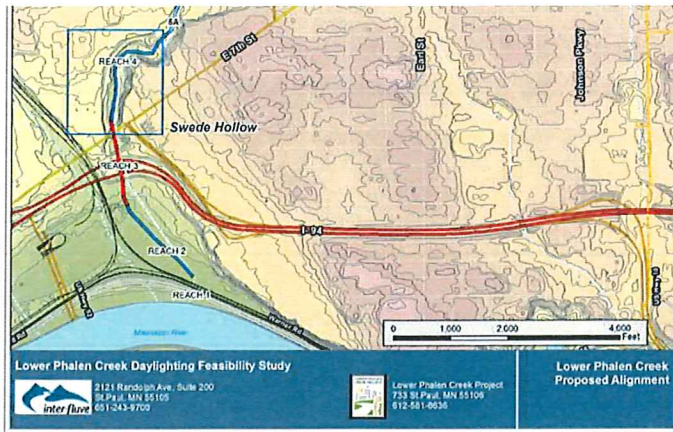 8A
REACH 4
E 7th St
Earl St
Johnson Pkwy
Swede Hollow
REACH 3
I- 94
REACH 2
REACH 1
Warner Rd
Mississippi River
0 1,000 2,000 4,000
Feet
Lower Phalen Creek Daylighting Feasibility Study
2121 Randolph Ave, Suite 200
St.Paul, MN 55105
651-243-9700
inter-fluve
Lower Phalen Creek Project
733 St.Paul, MN 55106
612-581-8636
Lower Phalen Creek
Proposed Alignment